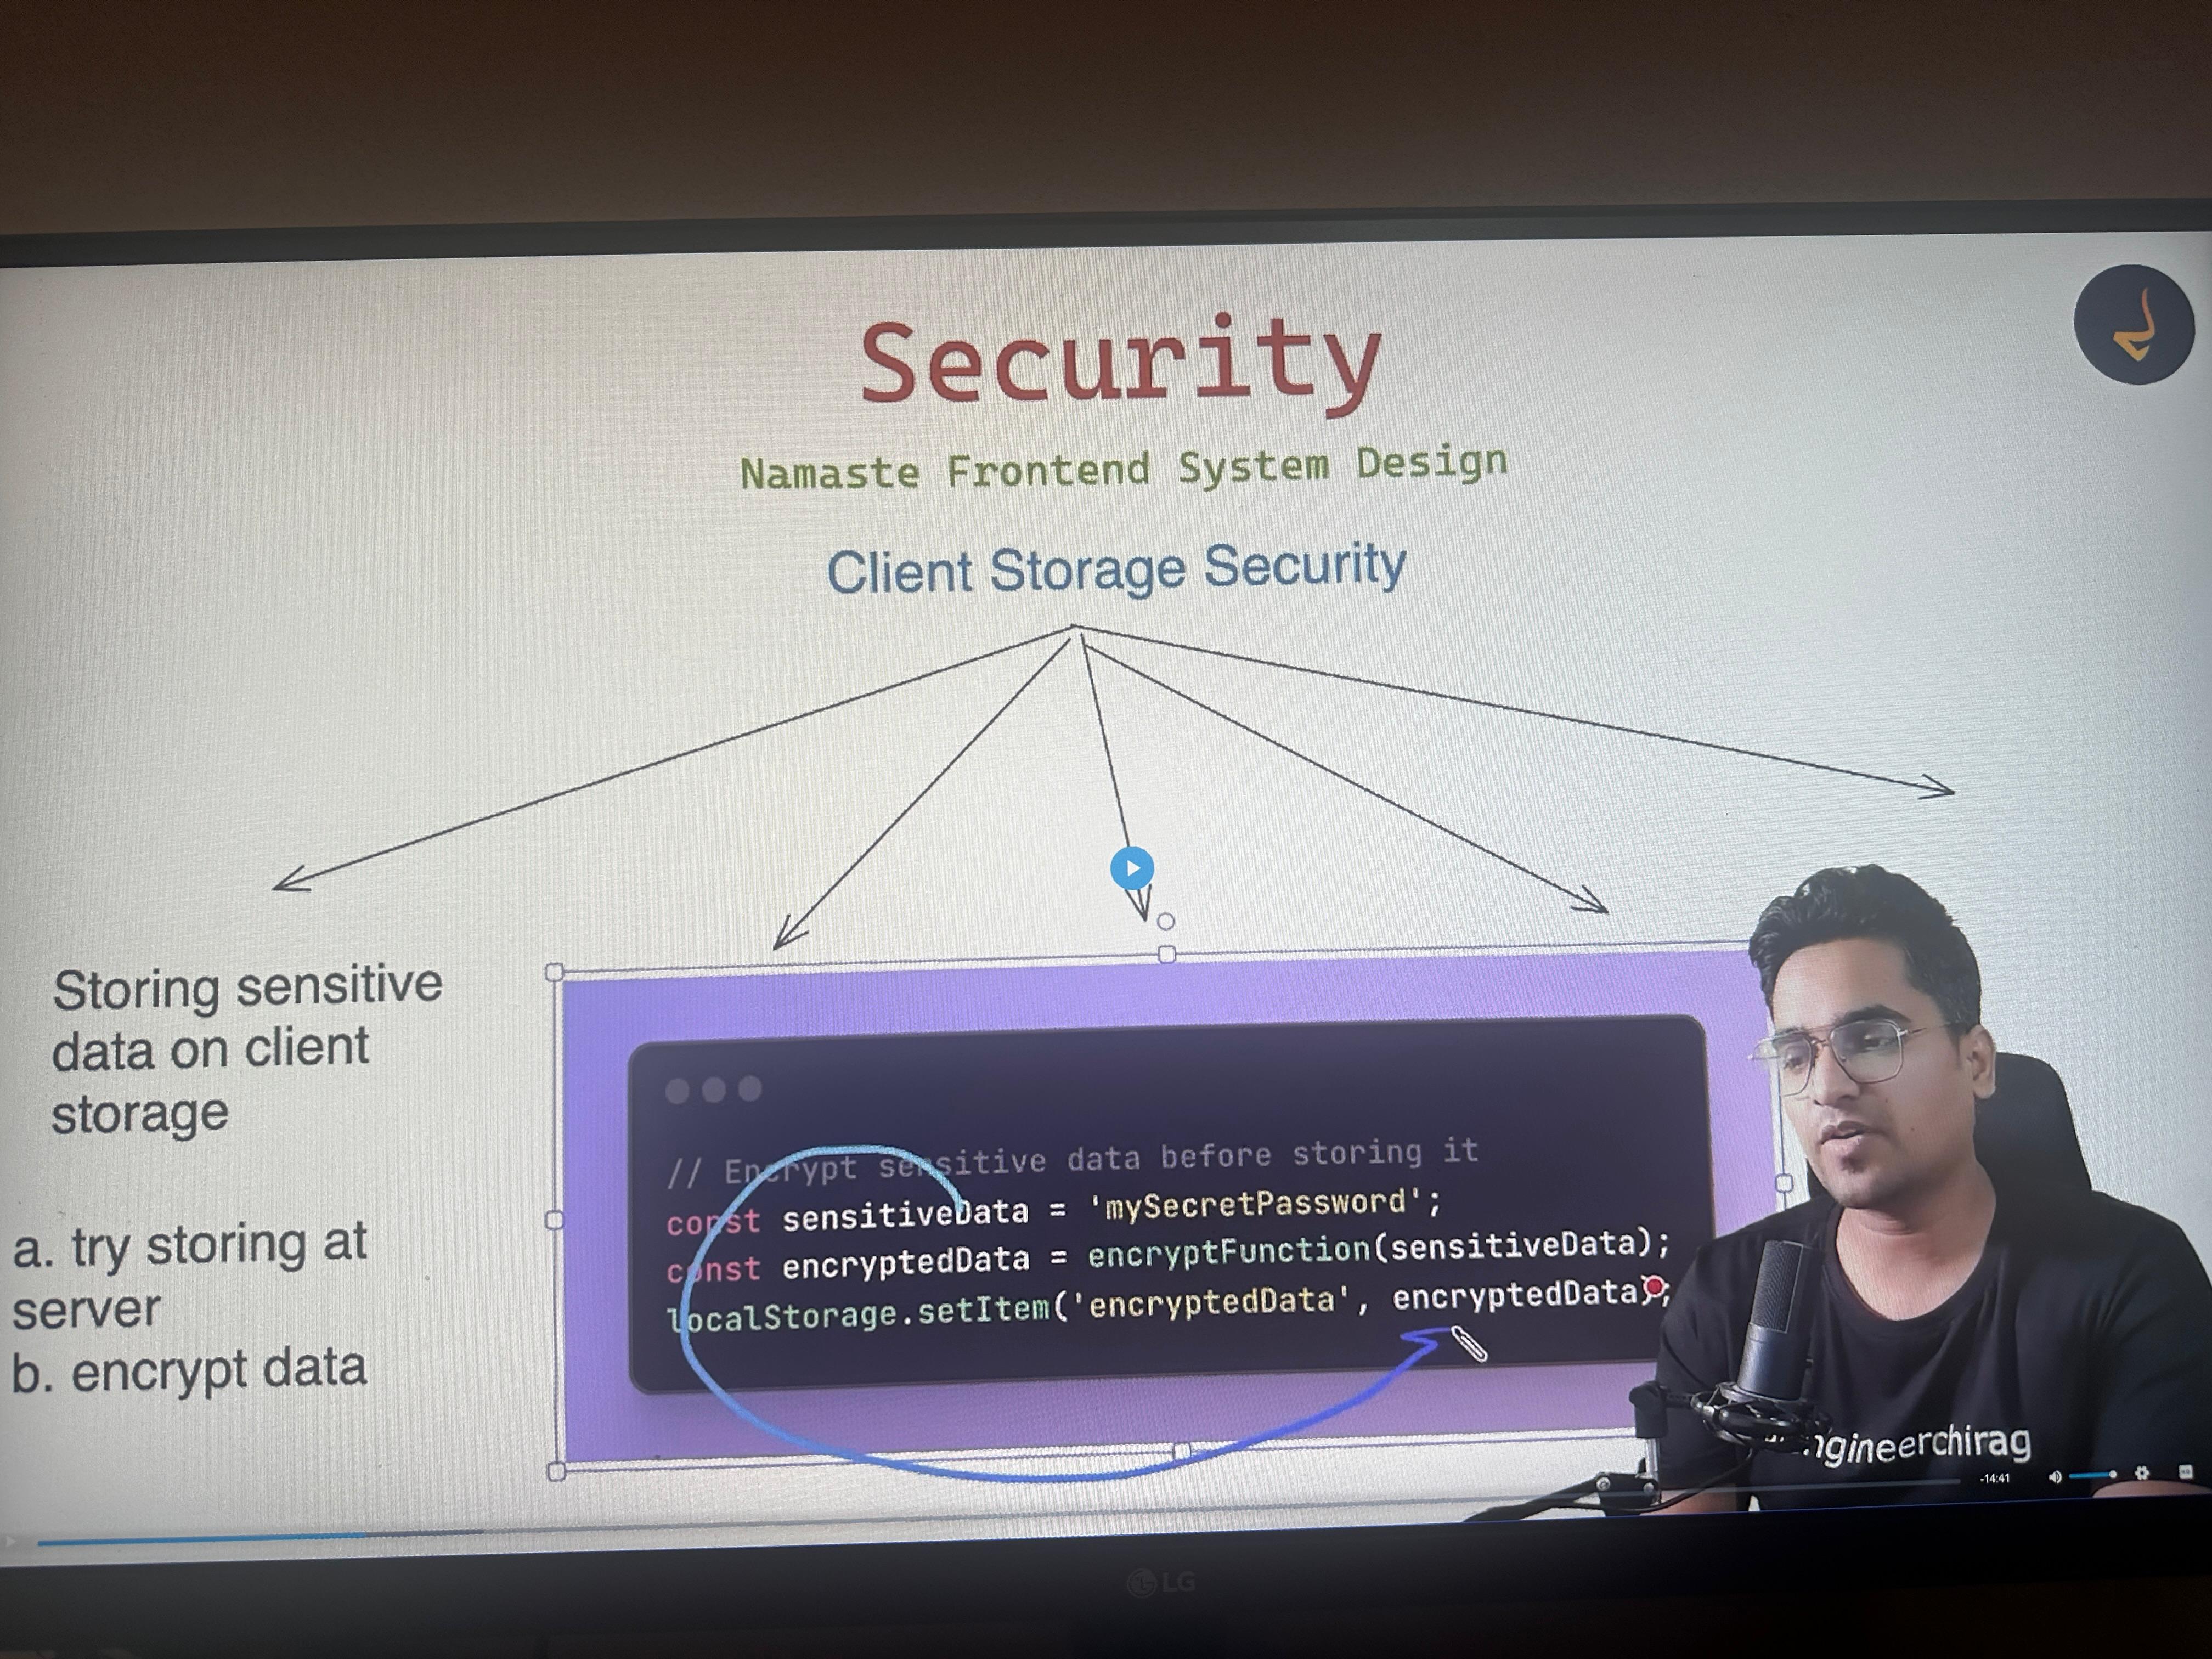 Security
Namaste Frontend System Design
Client Storage Security
Storing sensitive
data on client
storage
a. try storing at
server
b. encrypt data
// Encrypt sensitive data before storing it
const sensitiveData = 'mySecretPassword';
const encryptedData = encryptFunction(sensitiveData);
localStorage.setItem('encryptedData', encryptedData);
ngineerchirag
-14:41
LG